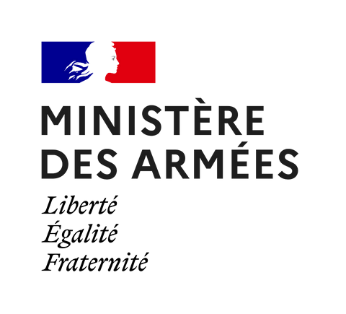 MINISTÈRE
DES ARMÉES
Liberté
Égalité
Fraternité